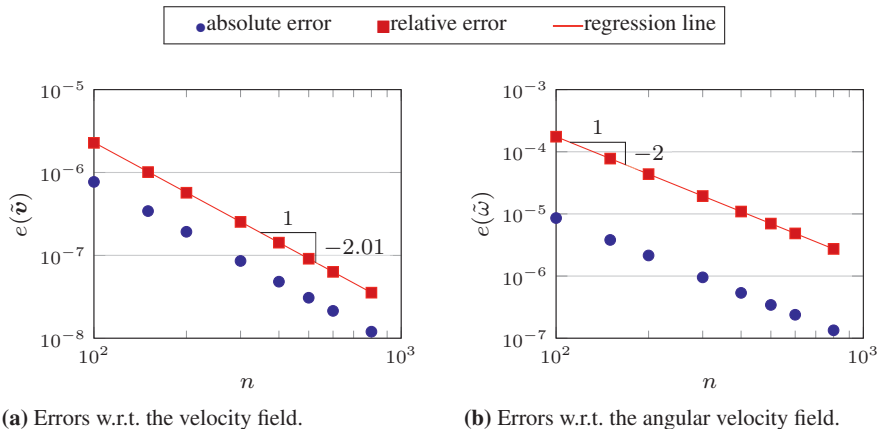 absolute error relative error regression line
10^−5
10^−6
10^−7
10^−8
10^2 10^3
n
e(ṽ)
1
−2.01
(a) Errors w.r.t. the velocity field.
10^−3
10^−4
10^−5
10^−6
10^−7
10^2 10^3
n
e(ω̃)
1
−2
(b) Errors w.r.t. the angular velocity field.